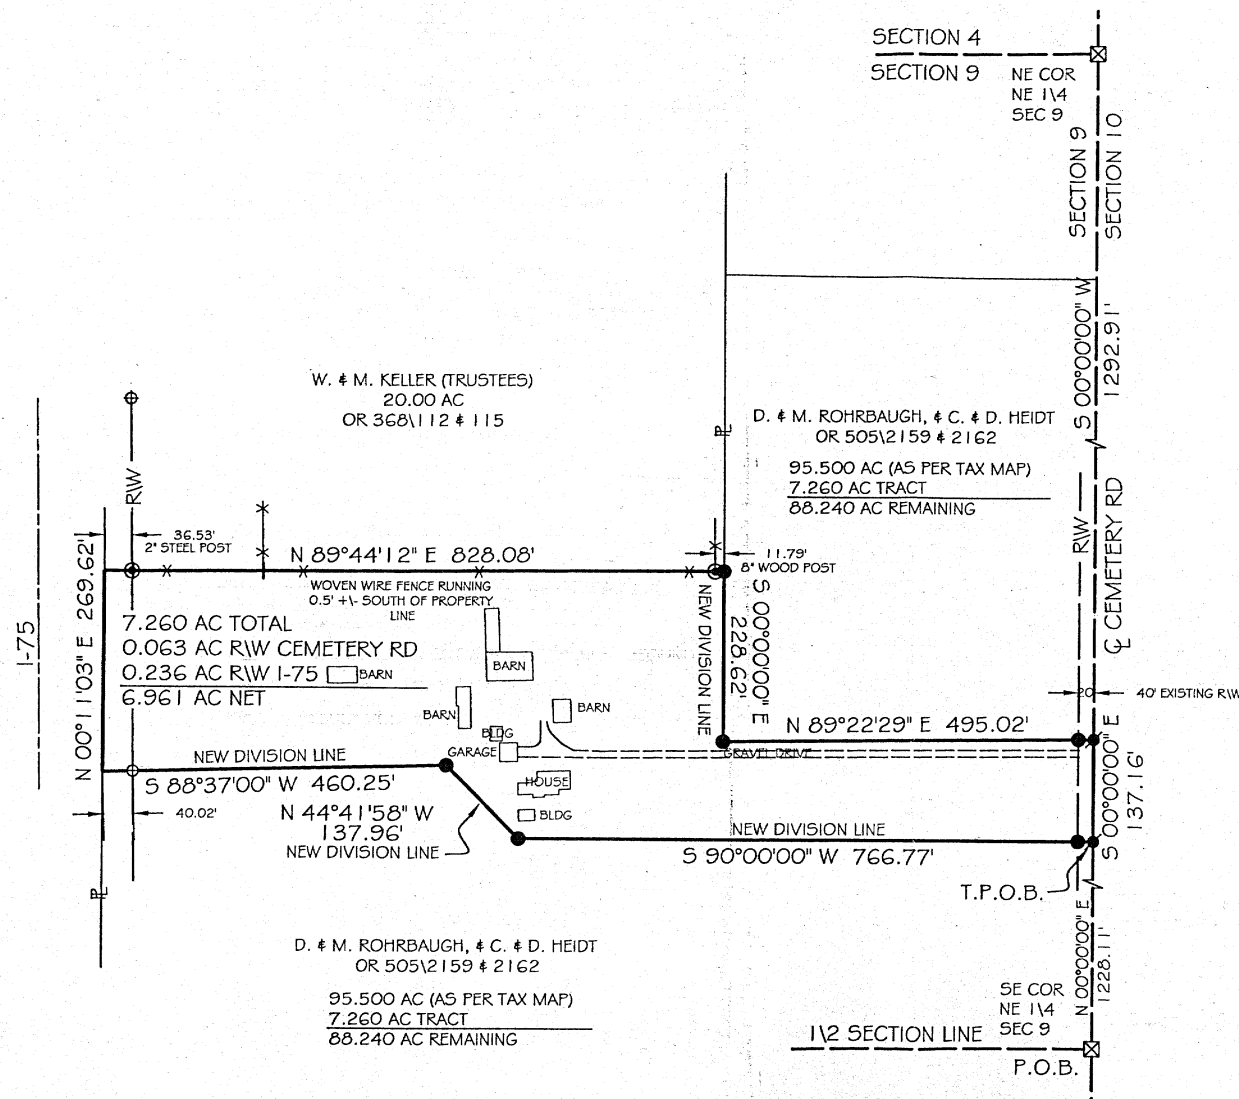 SECTION 4
SECTION 9
NE COR
NE 1\4
SEC 9
SECTION 9
SECTION 10
S 00°00'00" W
1292.91'
W. & M. KELLER (TRUSTEES)
20.00 AC
OR 368\112 & 115
D. & M. ROHRBAUGH, & C. & D. HEIDT
OR 505\2159 & 2162
95.500 AC (AS PER TAX MAP)
7.260 AC TRACT
88.240 AC REMAINING
PL
R\W
R\W
CL CEMETERY RD
36.53'
2" STEEL POST
N 89°44'12" E 828.08'
11.79'
8" WOOD POST
WOVEN WIRE FENCE RUNNING
0.5' +\- SOUTH OF PROPERTY
LINE
I-75
N 00°11'03" E 269.62'
7.260 AC TOTAL
0.063 AC R\W CEMETERY RD
0.236 AC R\W I-75
6.961 AC NET
BARN
BARN
BARN
BARN
BLDG
GARAGE
HOUSE
BLDG
NEW DIVISION LINE
S 00°00'00" E
228.62'
20'
40' EXISTING R\W
N 89°22'29" E 495.02'
GRAVEL DRIVE
NEW DIVISION LINE
S 88°37'00" W 460.25'
40.02'
N 44°41'58" W
137.96'
NEW DIVISION LINE
NEW DIVISION LINE
S 90°00'00" W 766.77'
S 00°00'00" E
137.16'
T.P.O.B.
PL
N 00°00'00" E
1228.11'
D. & M. ROHRBAUGH, & C. & D. HEIDT
OR 505\2159 & 2162
95.500 AC (AS PER TAX MAP)
7.260 AC TRACT
88.240 AC REMAINING
SE COR
NE 1\4
SEC 9
1\2 SECTION LINE
P.O.B.